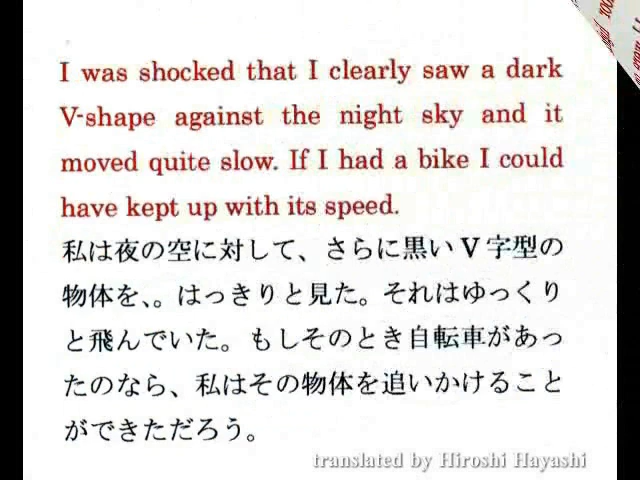 I was shocked that I clearly saw a dark
V-shape against the night sky and it
moved quite slow. If I had a bike I could
have kept up with its speed.
私は夜の空に対して、さらに黒いV字型の
物体を、。はっきりと見た。それはゆっくり
と飛んでいた。もしそのとき自転車があっ
たのなら、私はその物体を追いかけること
ができただろう。
translated by Hiroshi Hayashi